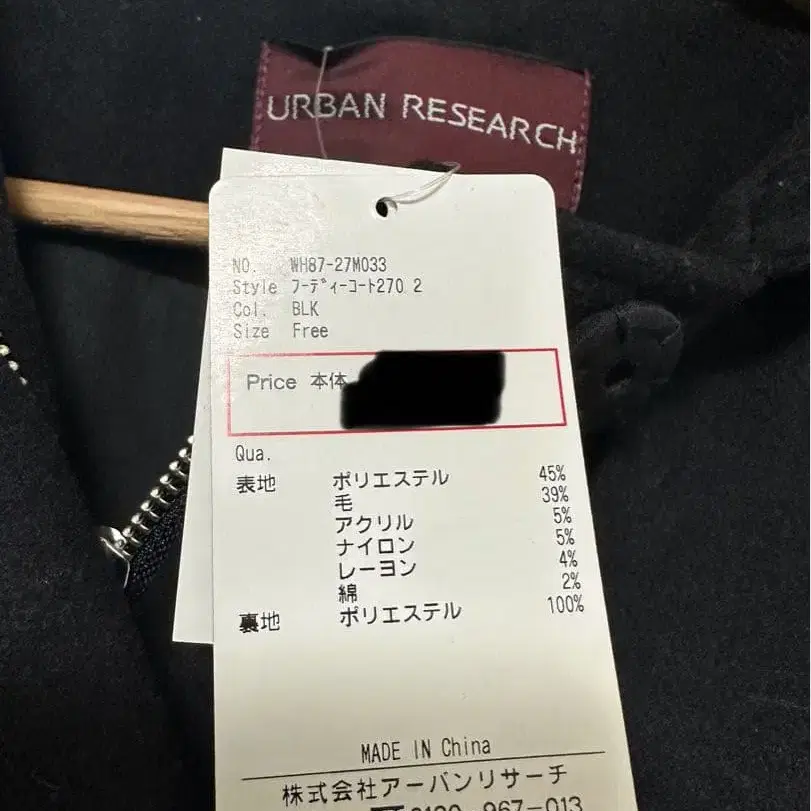 URBAN RESEARCH
NO. WH87-27M033
Style フーディーコート270 2
Col. BLK
Size Free
Price 本体
Qua.
表地 ポリエステル 45%
毛 39%
アクリル 5%
ナイロン 5%
レーヨン 4%
綿 2%
裏地 ポリエステル 100%
MADE IN China
株式会社アーバンリサーチ
0120-967-013